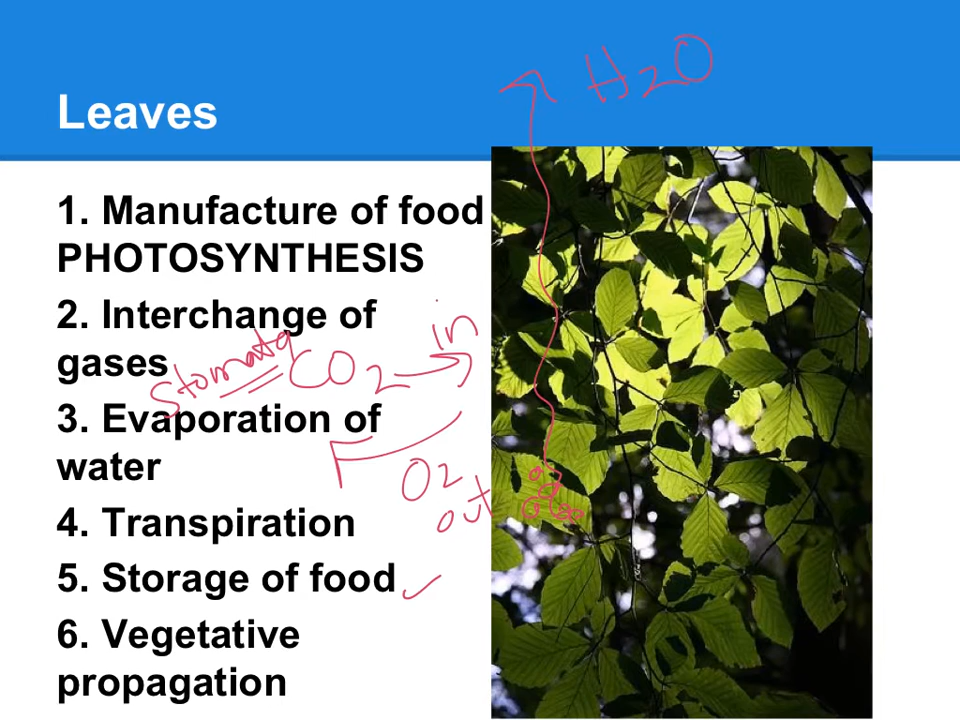 H2O
Leaves
1. Manufacture of food
PHOTOSYNTHESIS
2. Interchange of
gases
in
stomata
CO2
3. Evaporation of
water
O2
out
4. Transpiration
5. Storage of food
6. Vegetative
propagation